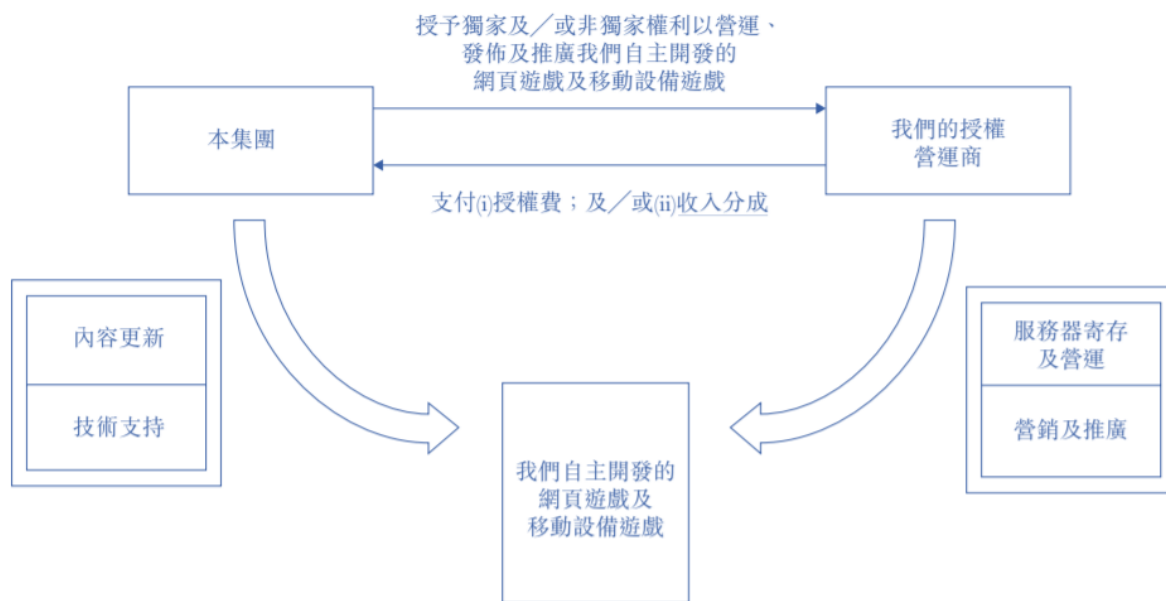 授予獨家及／或非獨家權利以營運、
發佈及推廣我們自主開發的
網頁遊戲及移動設備遊戲
本集團
我們的授權
營運商
支付(i)授權費；及／或(ii)收入分成
內容更新
技術支持
服務器寄存
及營運
營銷及推廣
我們自主開發的
網頁遊戲及
移動設備遊戲